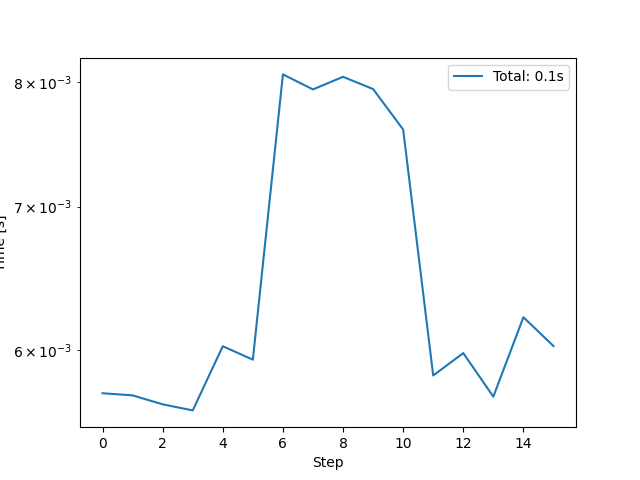 Total: 0.1s
8 × 10⁻³
7 × 10⁻³
6 × 10⁻³
Time [s]
0 2 4 6 8 10 12 14
Step